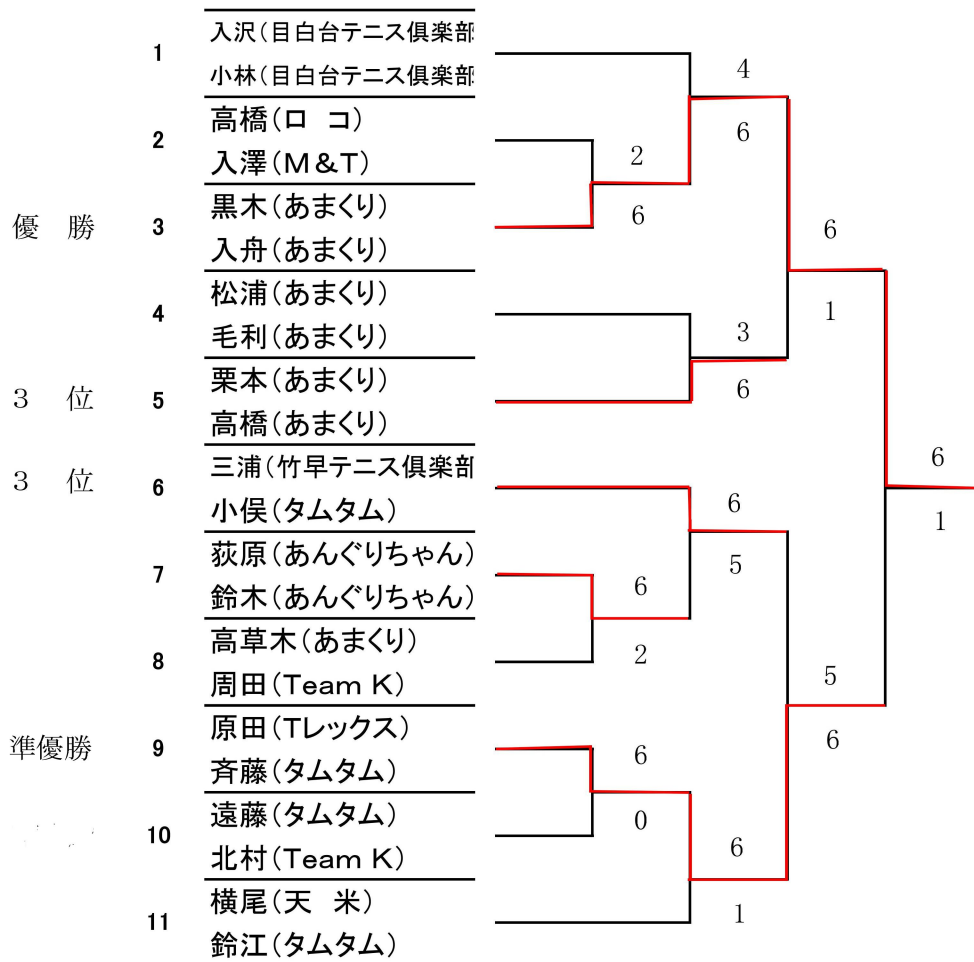 1
入沢(目白台テニス倶楽部
小林(目白台テニス倶楽部
2
高橋(ロ コ)
入澤(M&T)
優 勝
3
黒木(あまくり)
入舟(あまくり)
4
松浦(あまくり)
毛利(あまくり)
3 位
5
栗本(あまくり)
高橋(あまくり)
3 位
6
三浦(竹早テニス倶楽部
小俣(タムタム)
7
荻原(あんぐりちゃん)
鈴木(あんぐりちゃん)
8
高草木(あまくり)
周田(Team K)
準優勝
9
原田(Tレックス)
斉藤(タムタム)
10
遠藤(タムタム)
北村(Team K)
11
横尾(天 米)
鈴江(タムタム)
2
6
6
2
6
0
4
6
3
6
6
5
6
1
6
1
5
6
6
1